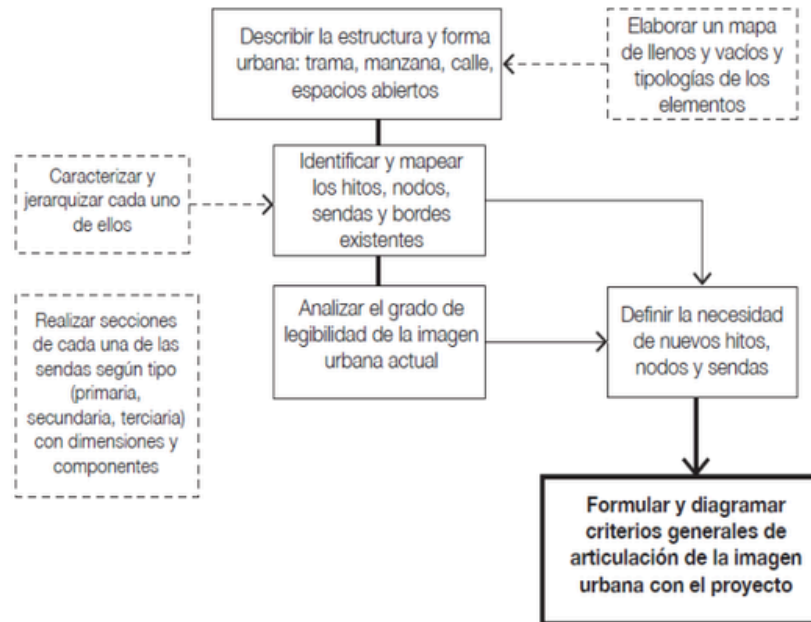 Describir la estructura y forma
urbana: trama, manzana, calle,
espacios abiertos
Elaborar un mapa
de llenos y vacíos y
tipologías de los
elementos
Caracterizar y
jerarquizar cada uno
de ellos
Identificar y mapear
los hitos, nodos,
sendas y bordes
existentes
Realizar secciones
de cada una de las
sendas según tipo
(primaria,
secundaria, terciaria)
con dimensiones y
componentes
Analizar el grado de
legibilidad de la imagen
urbana actual
Definir la necesidad
de nuevos hitos,
nodos y sendas
Formular y diagramar
criterios generales de
articulación de la imagen
urbana con el proyecto